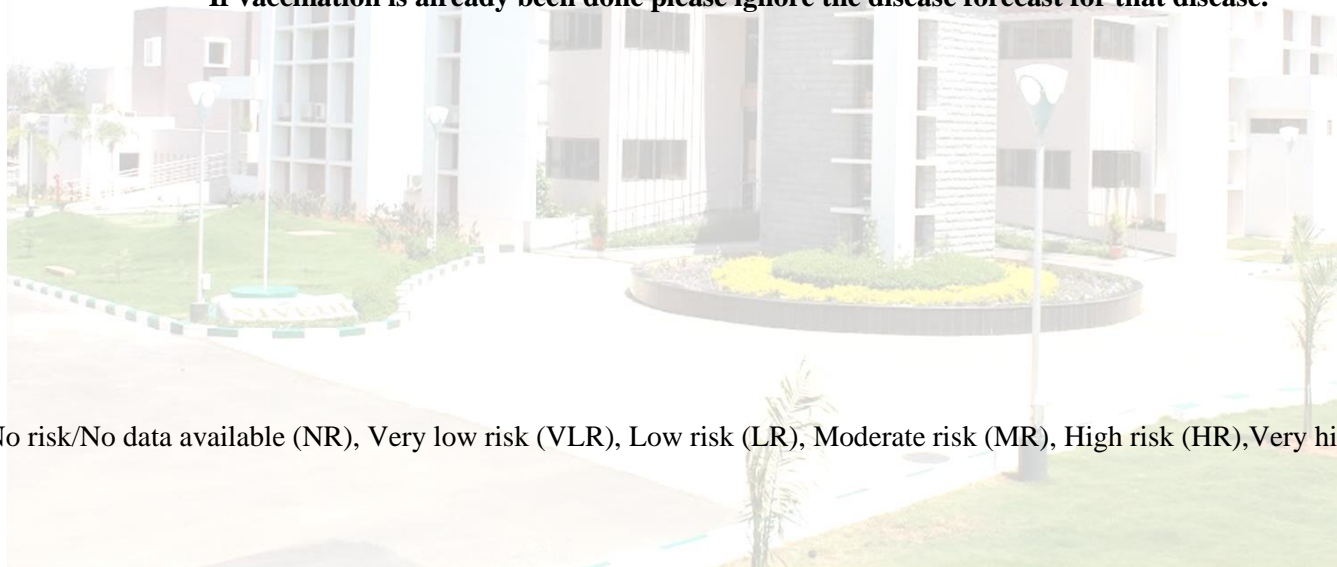 If vaccination is already been done please ignore the disease forecast for that disease.
No risk/No data available (NR), Very low risk (VLR), Low risk (LR), Moderate risk (MR), High risk (HR),Very hi
NIVEDI